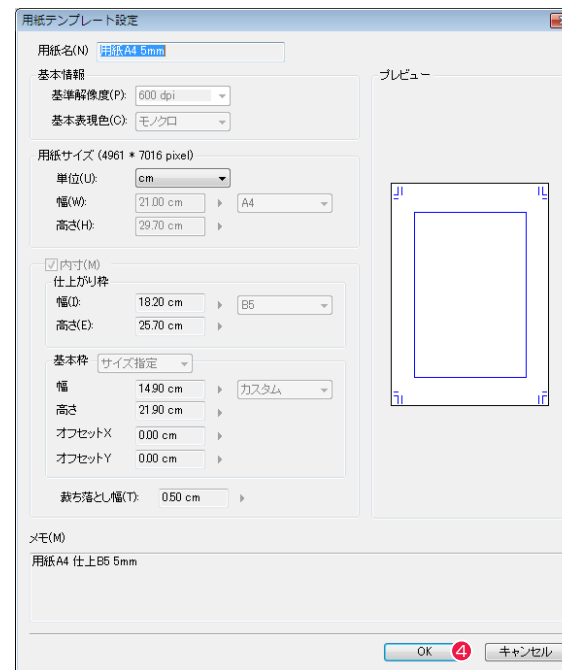 用紙テンプレート設定
用紙名(N) 用紙A4 5mm
基本情報
基準解像度(P): 600 dpi
基本表現色(C): モノクロ
プレビュー
用紙サイズ (4961 * 7016 pixel)
単位(U): cm
幅(W): 21.00 cm A4
高さ(H): 29.70 cm
内寸(M)
仕上がり枠
幅(I): 18.20 cm B5
高さ(E): 25.70 cm
基本枠 サイズ指定
幅 14.90 cm カスタム
高さ 21.90 cm
オフセットX 0.00 cm
オフセットY 0.00 cm
裁ち落とし幅(T): 0.50 cm
メモ(M)
用紙A4 仕上B5 5mm
OK 4 キャンセル